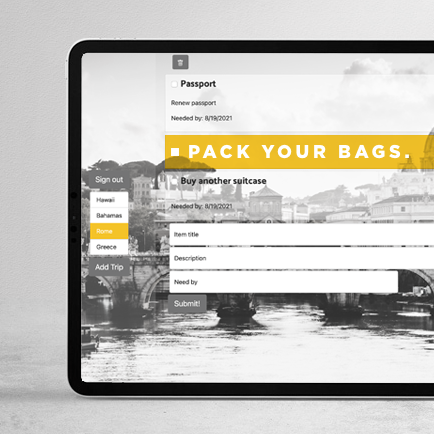 Passport
Renew passport
Needed by: 8/19/2021
PACK YOUR BAGS.
Sign out
Buy another suitcase
Hawaii
Needed by: 8/19/2021
Bahamas
Rome
Item title
Greece
Description
Add Trip
Need by
Submit!